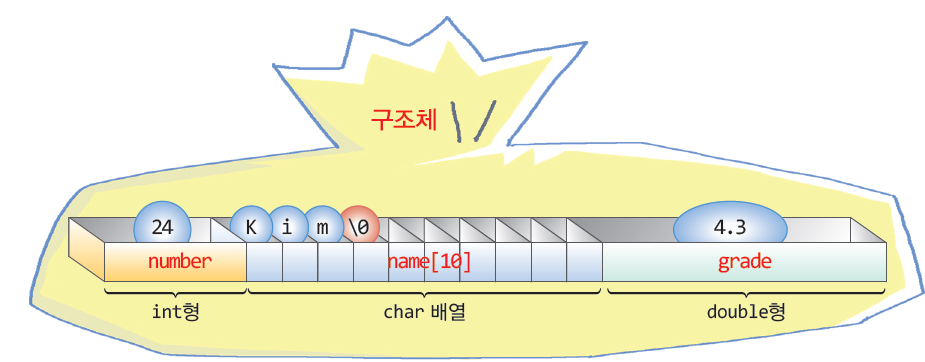 구조체
24 K i m \0 4.3
number name[10] grade
int형 char 배열 double형